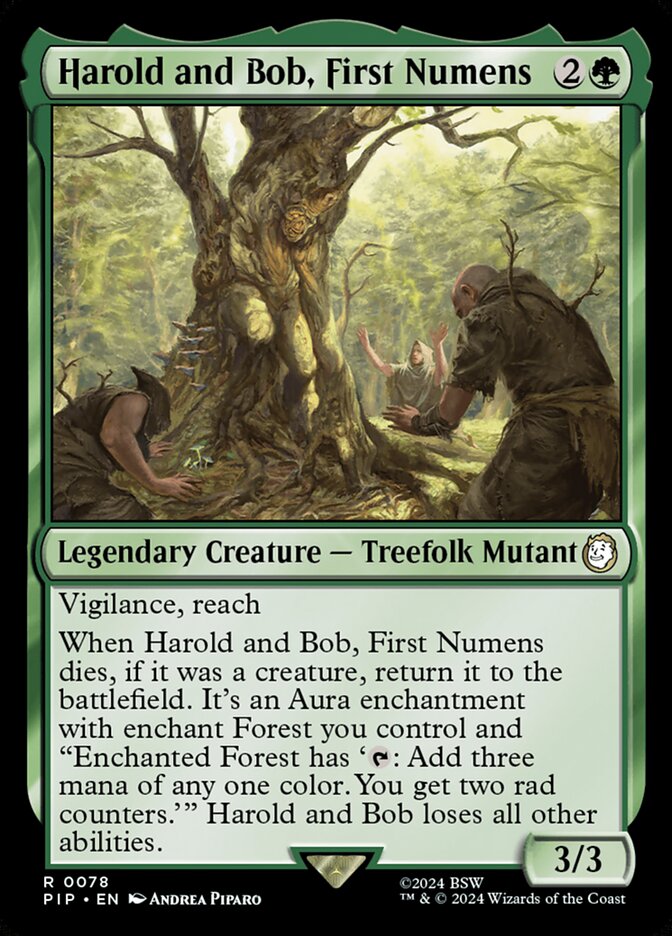 Harold and Bob, First Numens 2
Legendary Creature — Treefolk Mutant
Vigilance, reach
When Harold and Bob, First Numens
dies, if it was a creature, return it to the
battlefield. It's an Aura enchantment
with enchant Forest you control and
“Enchanted Forest has ‘: Add three
mana of any one color. You get two rad
counters.’” Harold and Bob loses all other
abilities.
3/3
R 0078
PIP • EN Andrea Piparo
©2024 BSW
™ & © 2024 Wizards of the Coast